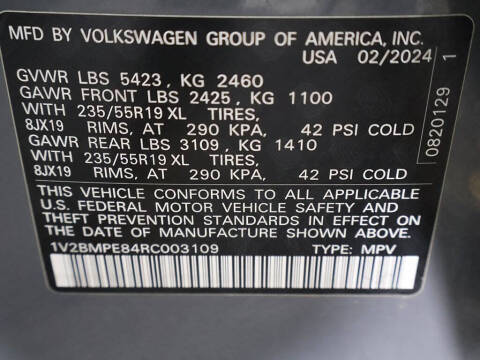 MFD BY VOLKSWAGEN GROUP OF AMERICA, INC.
USA 02/2024
GVWR LBS 5423 , KG 2460
GAWR FRONT LBS 2425 , KG 1100
WITH 235/55R19 XL TIRES,
8JX19 RIMS, AT 290 KPA, 42 PSI COLD
GAWR REAR LBS 3109 , KG 1410
WITH 235/55R19 XL TIRES,
8JX19 RIMS, AT 290 KPA, 42 PSI COLD
THIS VEHICLE CONFORMS TO ALL APPLICABLE
U.S. FEDERAL MOTOR VEHICLE SAFETY AND
THEFT PREVENTION STANDARDS IN EFFECT ON
THE DATE OF MANUFACTURE SHOWN ABOVE.
1V2BMPE84RC003109 TYPE: MPV
0820129 1